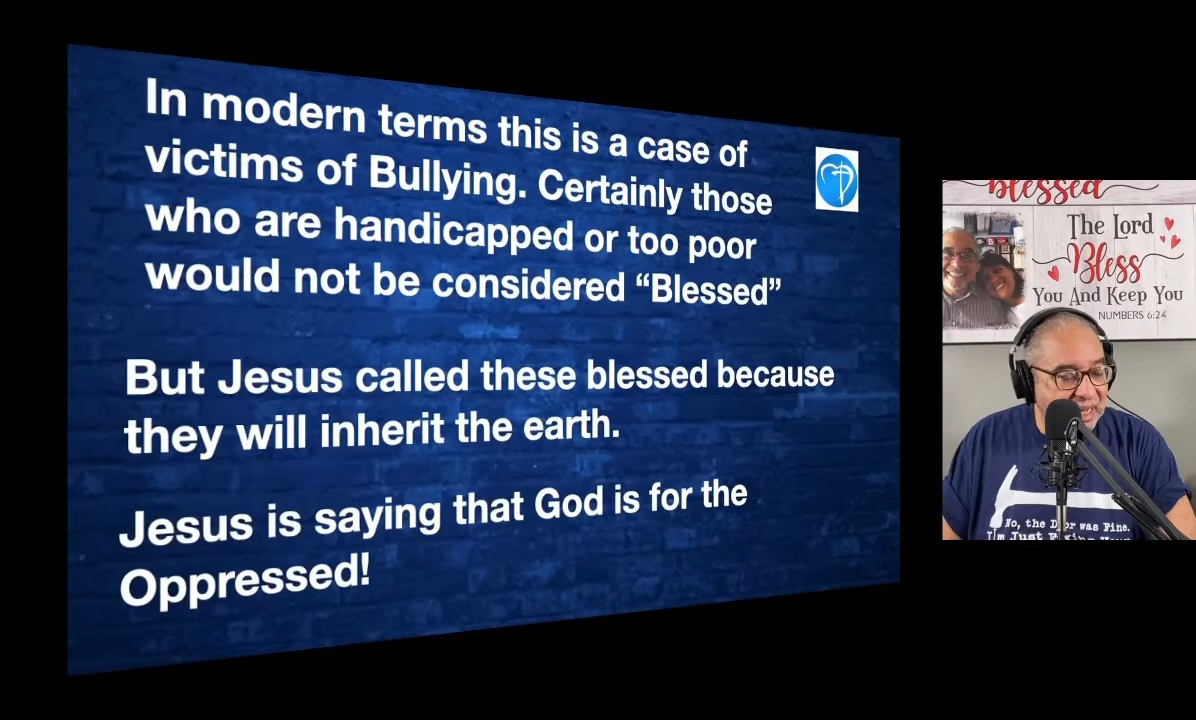 In modern terms this is a case of
victims of Bullying. Certainly those
who are handicapped or too poor
would not be considered “Blessed”
But Jesus called these blessed because
they will inherit the earth.
Jesus is saying that God is for the
Oppressed!
blessed
The Lord
Bless
You And Keep You
NUMBERS 6:24
No, the Door was Fine.
I'm Just